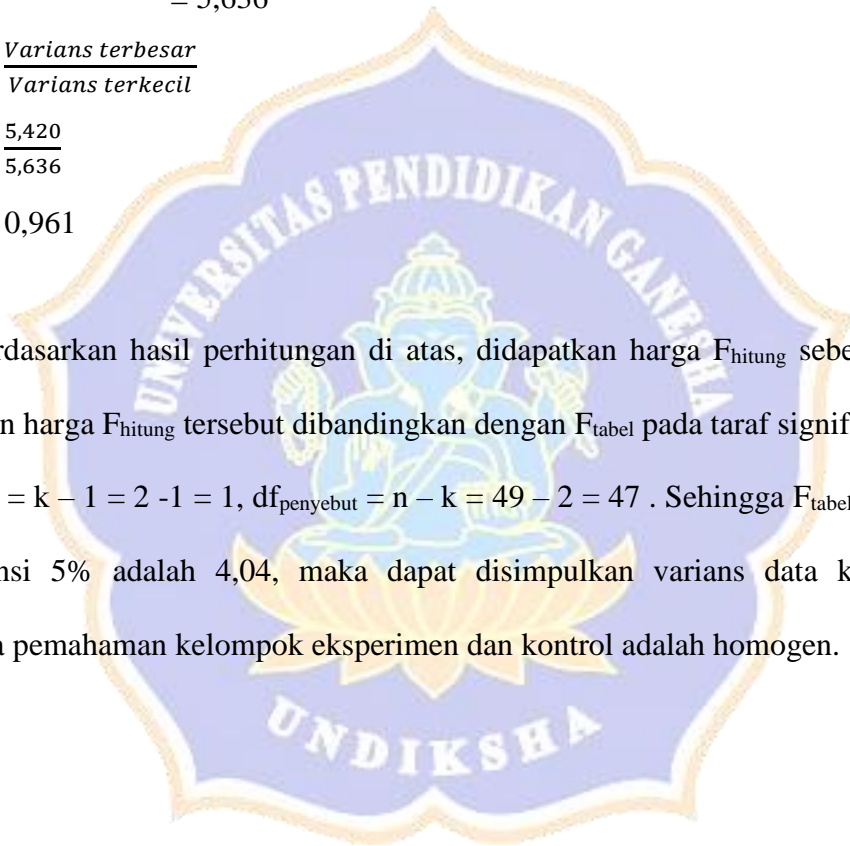 = 5,636
Varians terbesar
Varians terkecil
5,420
5,636
0,961
UNIVERSITAS PENDIDIKAN GANESHA
rdasarkan hasil perhitungan di atas, didapatkan harga Fhitung sebe
n harga Fhitung tersebut dibandingkan dengan Ftabel pada taraf signif
= k – 1 = 2 -1 = 1, dfpenyebut = n – k = 49 – 2 = 47 . Sehingga Ftabel
nsi 5% adalah 4,04, maka dapat disimpulkan varians data k
a pemahaman kelompok eksperimen dan kontrol adalah homogen.
UNDIKSHA